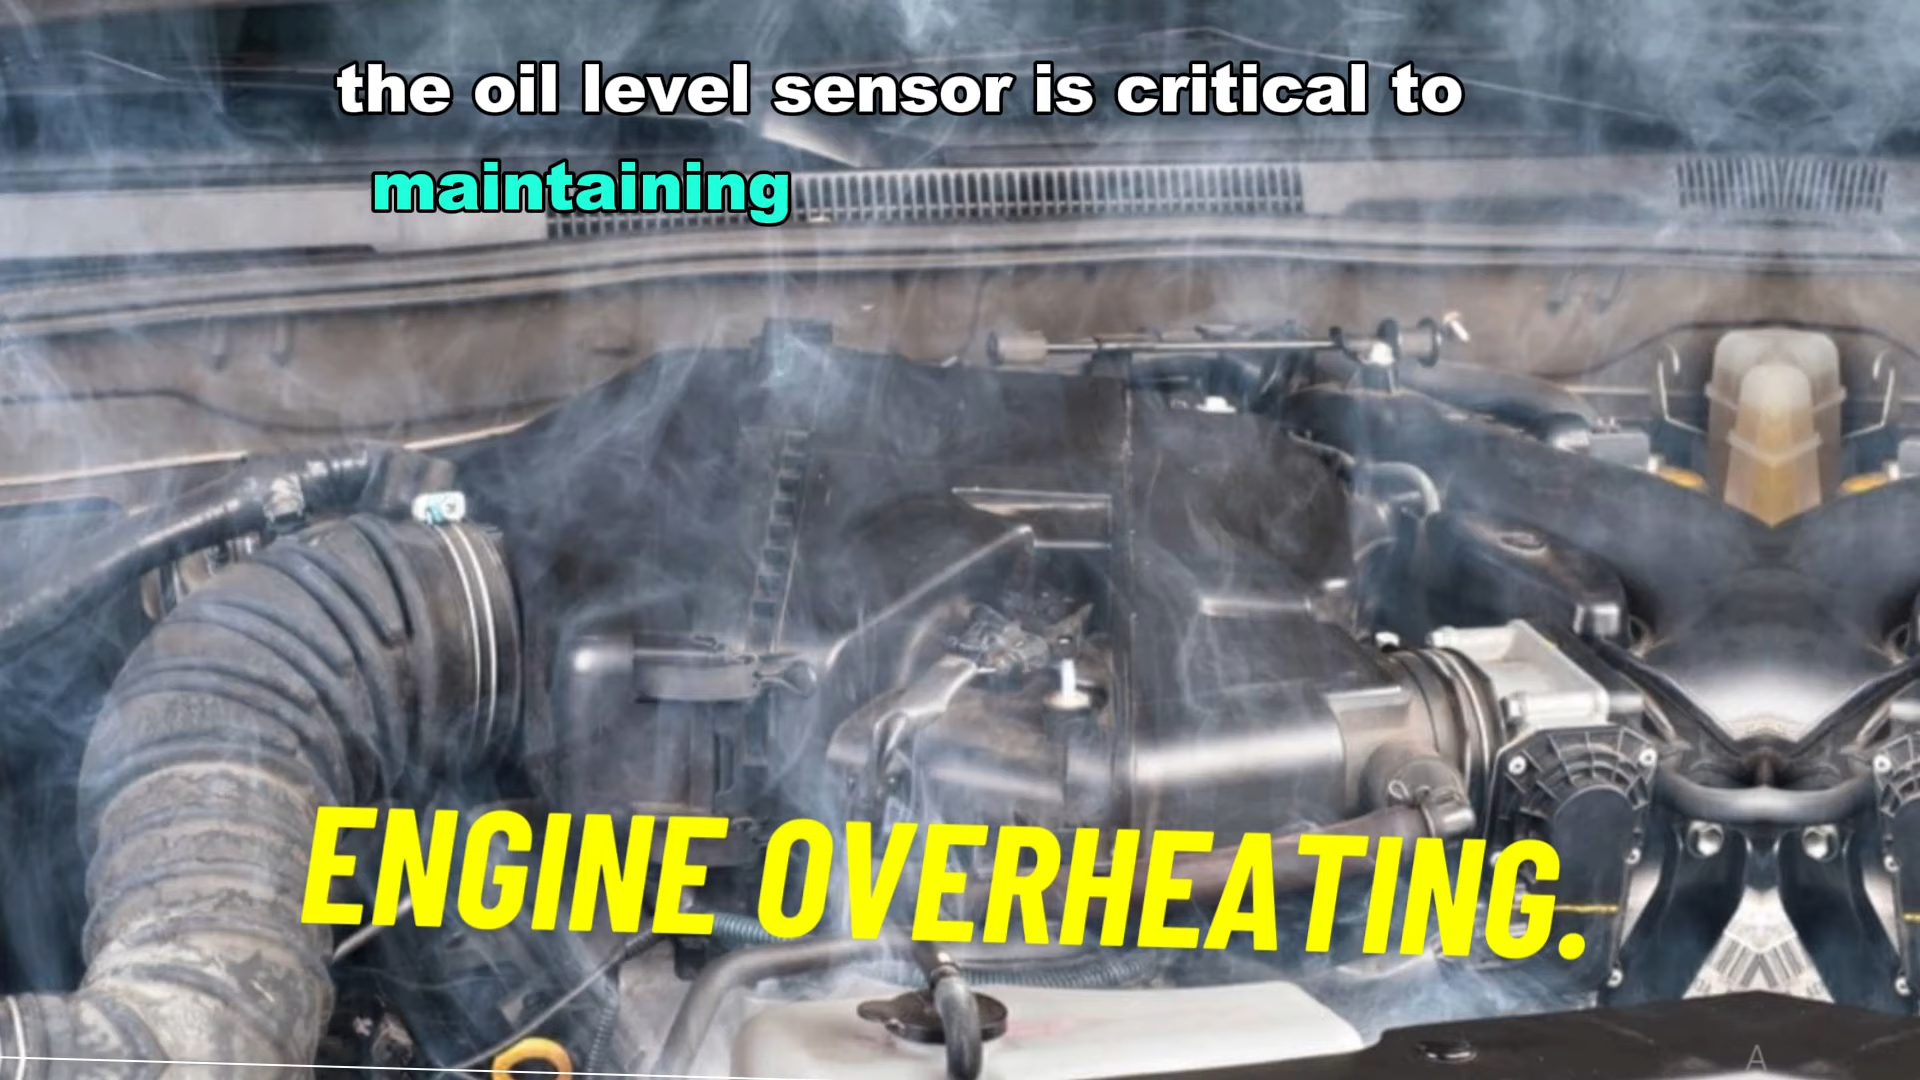 the oil level sensor is critical to
maintaining
ENGINE OVERHEATING.
A